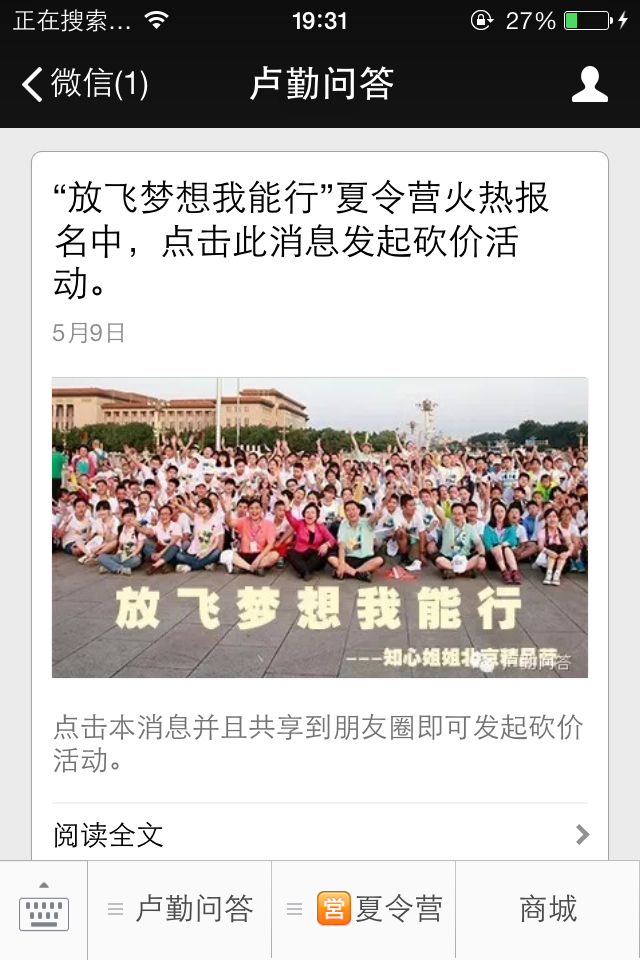 正在搜索... 19:31 27%
微信(1) 卢勤问答
“放飞梦想我能行”夏令营火热报
名中，点击此消息发起砍价活
动。
5月9日
放飞梦想我能行
---知心姐姐北京精品营
卢勤问答
点击本消息并且共享到朋友圈即可发起砍价
活动。
阅读全文
卢勤问答 営夏令营 商城